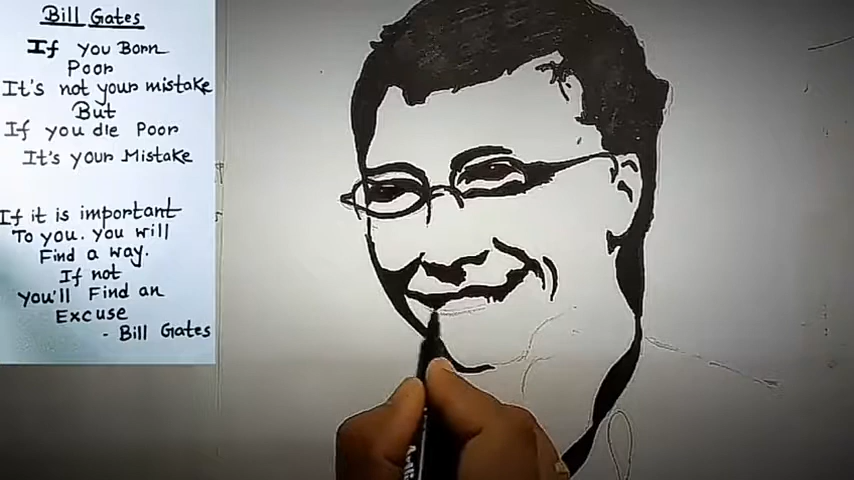 Bill Gates
If you Born
Poor
It's not your mistake
But
If you die Poor
It's your Mistake
If it is important
To you. you will
Find a way.
If not
you'll Find an
Excuse
- Bill Gates